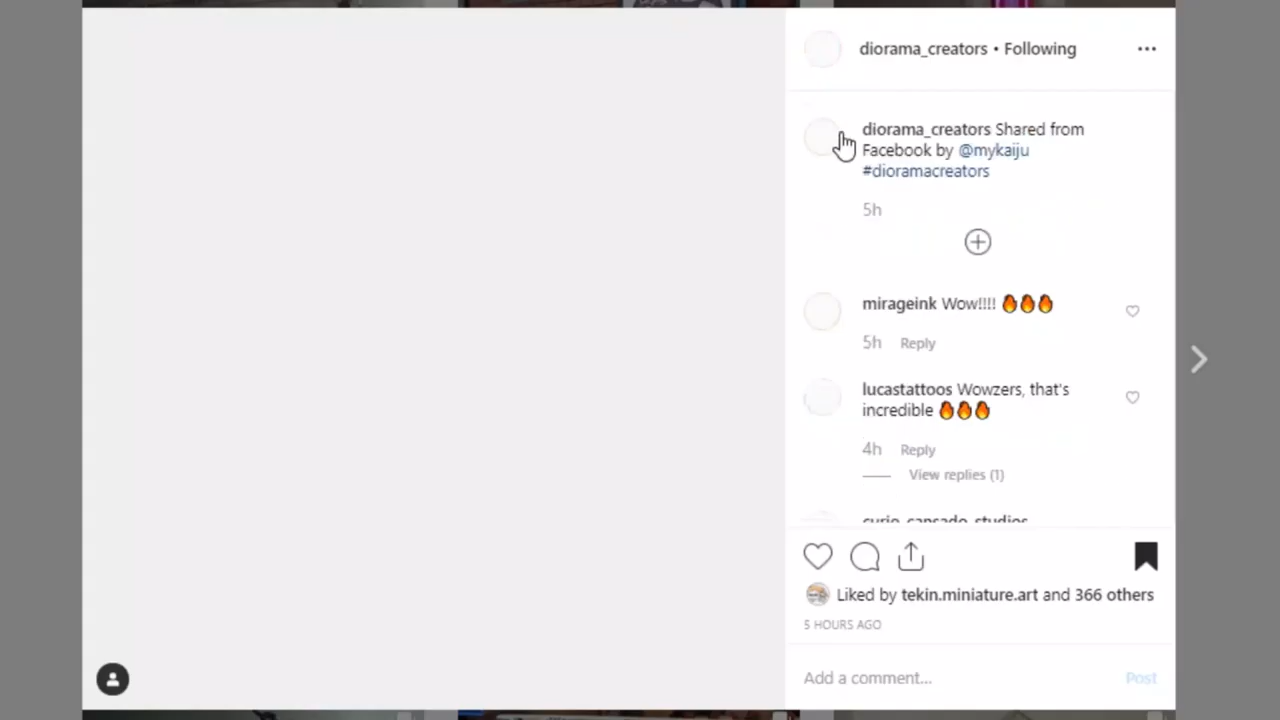 diorama_creators • Following
diorama_creators Shared from
Facebook by @mykaiju
#dioramacreators
5h
mirageink Wow!!!! 🔥🔥🔥
5h Reply
lucastattoos Wowzers, that's
incredible 🔥🔥🔥
4h Reply
View replies (1)
curio_cansado_studios
Liked by tekin.miniature.art and 366 others
5 HOURS AGO
Add a comment... Post